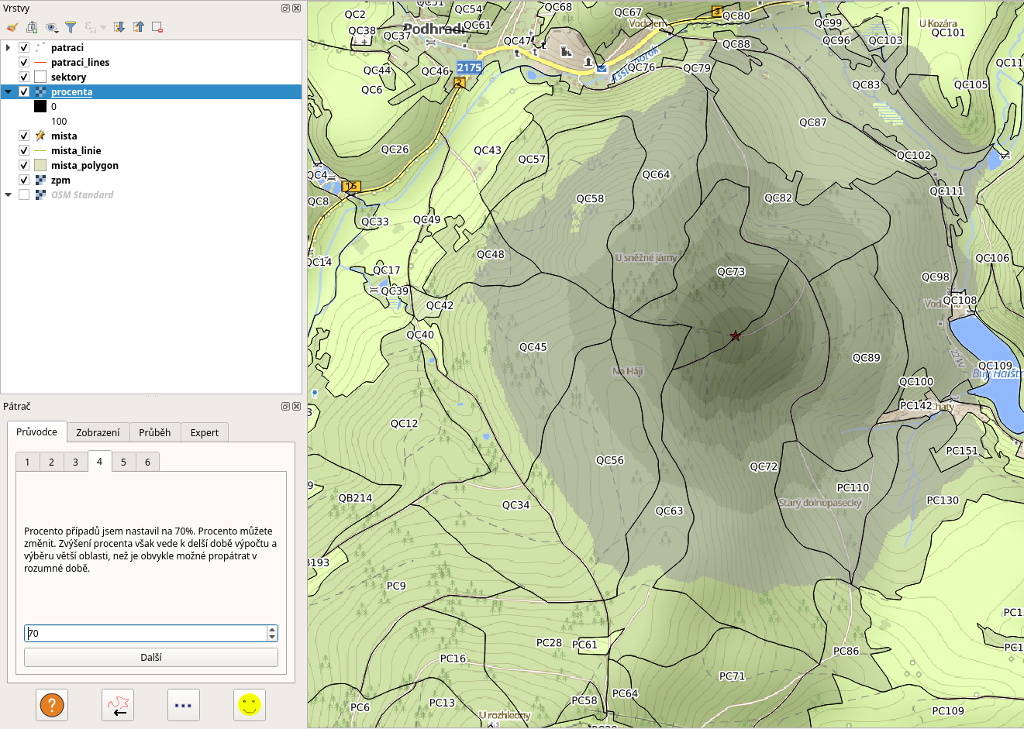 Vrstvy
patraci
patraci_lines
sektory
procenta
0
100
mista
mista_linie
mista_polygon
zpm
OSM Standard
Pátrač
Průvodce
Zobrazení
Průběh
Expert
1
2
3
4
5
6
Procento případů jsem nastavil na 70%. Procento můžete
změnit. Zvýšení procenta však vede k delší době výpočtu a
výběru větší oblasti, než je obvykle možné propátrat v
rozumné době.
70
Další
QC2
QC54
QC68
QC67
QC80
3
QC99
U Kozára
QC101
QC38
QC37
QC61
QC47
Vodojem
QC88
QC96
QC103
QC44
QC46
2175
QC76
QC79
QC6
2
QC83
QC105
QC87
QC26
QC43
QC57
QC102
QC4
15
QC64
QC8
QC58
QC82
QC111
QC33
QC49
QC14
QC48
U sněžné jámy
QC106
QC17
QC73
QC98
QC39
QC42
QC108
QC40
QC45
QC89
Na Háji
QC109
QC100
PC142
QC12
PC151
QC56
QC72
QB214
PC110
Starý dolnopasecký
PC130
QC34
QC63
PC9
PC28
PC61
PC86
PC16
PC71
PC64
PC6
PC13
PC58
U rozhledny
PC109